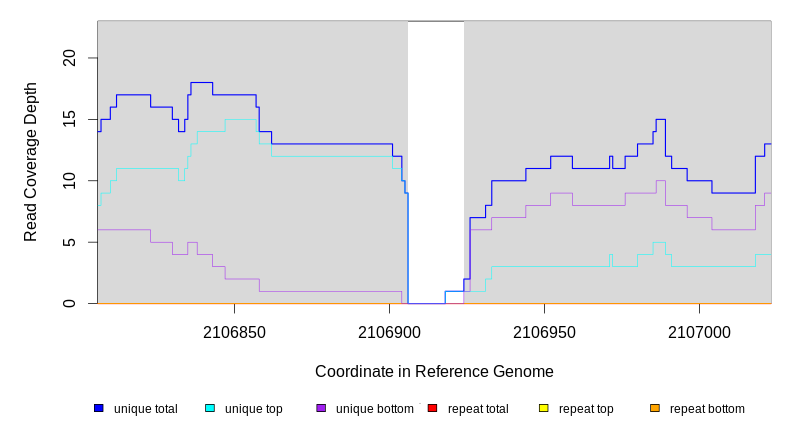 20
15
10
5
0
Read Coverage Depth
2106850 2106900 2106950 2107000
Coordinate in Reference Genome
unique total unique top unique bottom repeat total repeat top repeat bottom